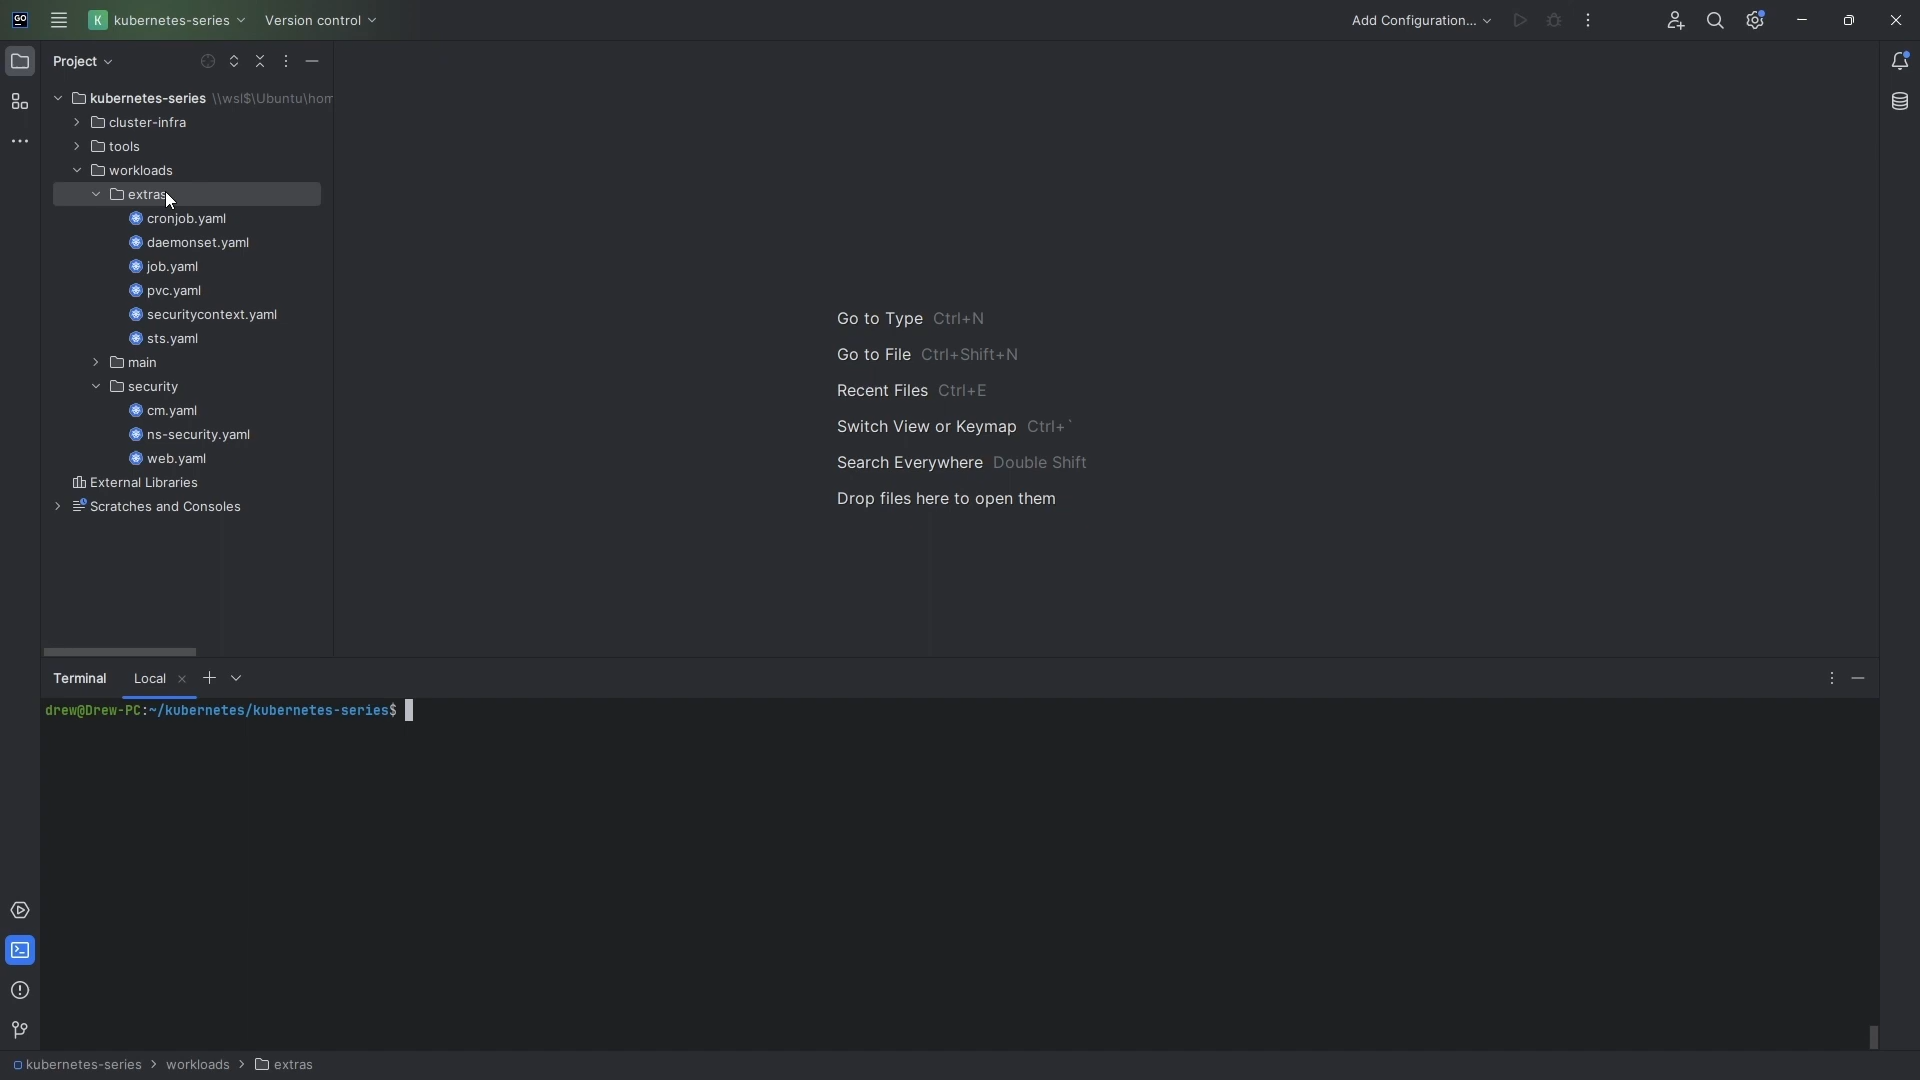 GO
K kubernetes-series
Version control
Add Configuration...
Project
kubernetes-series \\wsl$\Ubuntu\hom
cluster-infra
tools
workloads
extras
cronjob.yaml
daemonset.yaml
job.yaml
pvc.yaml
securitycontext.yaml
sts.yaml
main
security
cm.yaml
ns-security.yaml
web.yaml
External Libraries
Scratches and Consoles
Go to Type Ctrl+N
Go to File Ctrl+Shift+N
Recent Files Ctrl+E
Switch View or Keymap Ctrl+`
Search Everywhere Double Shift
Drop files here to open them
Terminal Local
drew@Drew-PC:~/kubernetes/kubernetes-series$
kubernetes-series > workloads > extras